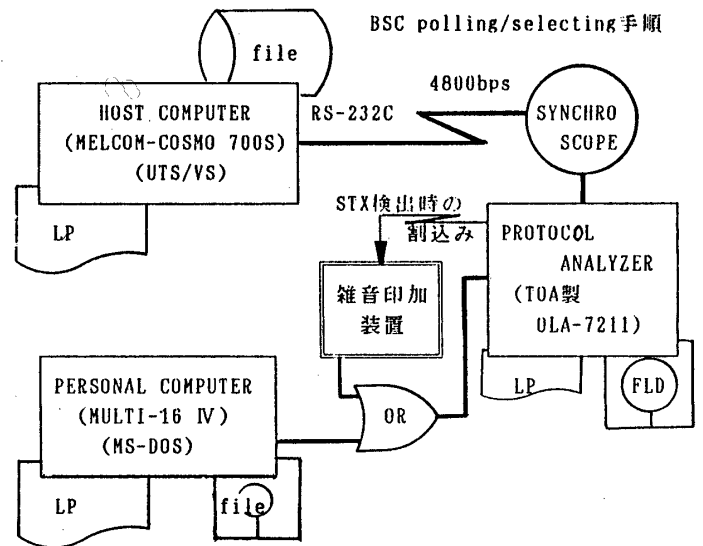 BSC polling/selecting手順
file
4800bps
HOST COMPUTER
(MELCOM-COSMO 700S)
(UTS/VS)
RS-232C
SYNCHRO
SCOPE
LP
STX検出時の
割込み
PROTOCOL
ANALYZER
(TOA製
OLA-7211)
雑音印加
装置
LP
FLD
PERSONAL COMPUTER
(MULTI-16 Ⅳ)
(MS-DOS)
OR
LP
file